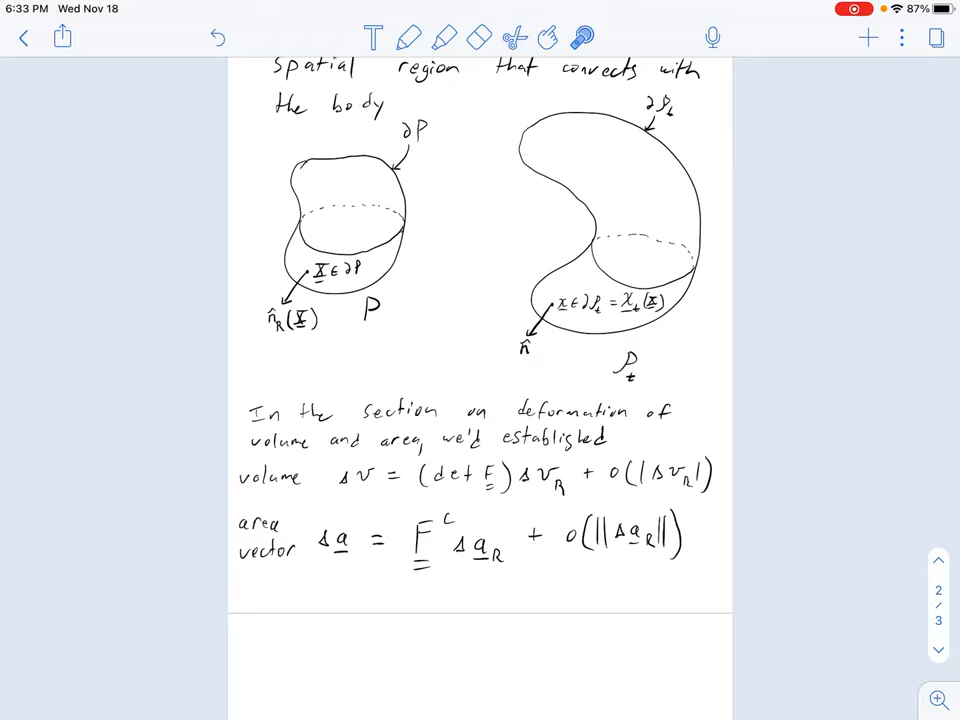 6:33 PM Wed Nov 18
87%
spatial region that convects with
the body
∂P
∂𝒫_t
X ∈ ∂P
x ∈ ∂𝒫_t = χ_t(X)
n̂_R(X)
P
n̂
𝒫_t
In the section on deformation of
volume and area, we'd established
volume Δv = (det F) Δv_R + o(|Δv_R|)
area
vector Δa = F^C Δa_R + o(||Δa_R||)
2
/
3
T